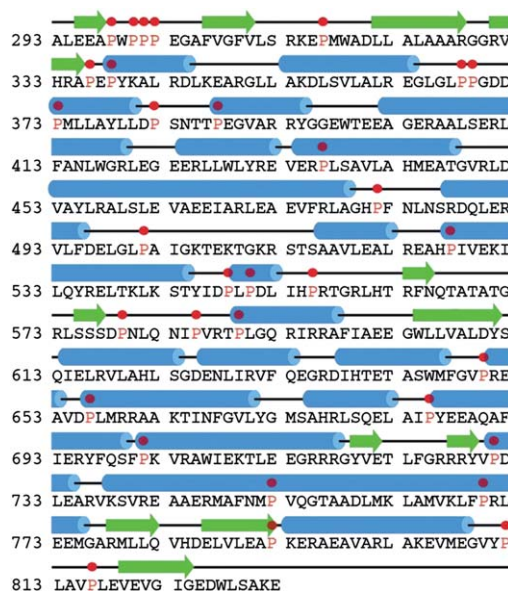 293 ALEEAPWPPP EGAFVGFVLS RKEPMWADLL ALAAARGGRV
333 HRAPEPYKAL RDLKEARGLL AKDLSVLALR EGLGLPPGDD
373 PMLLAYLLDP SNTTPEGVAR RYGGEWTEEA GERAALSERL
413 FANLWGRLEG EERLLWLYRE VERPLSAVLA HMEATGVRLD
453 VAYLRALSLE VAEEIARLEA EVFRLAGHPF NLNSRDQLER
493 VLFDELGLPA IGKTEKTGKR STSAAVLEAL REAHPIVEKI
533 LQYRELTKLK STYIDPLPDL IHPRTGRLHT RFNQTATATG
573 RLSSSDPNLQ NIPVRTPLGQ RIRRAFIAEE GWLLVALDYS
613 QIELRVLAHL SGDENLIRVF QEGRDIHTET ASWMFGVPRE
653 AVDPLMRRAA KTINFGVLYG MSAHRLSQEL AIPYEEAQAF
693 IERYFQSFPK VRAWIEKTLE EGRRRGYVET LFGRRRYVPD
733 LEARVKSVRE AAERMAFNMP VQGTAADLMK LAMVKLFPRL
773 EEMGARMLLQ VHDELVLEAP KERAEAVARL AKEVMEGVYP
813 LAVPLEVEVG IGEDWLSAKE